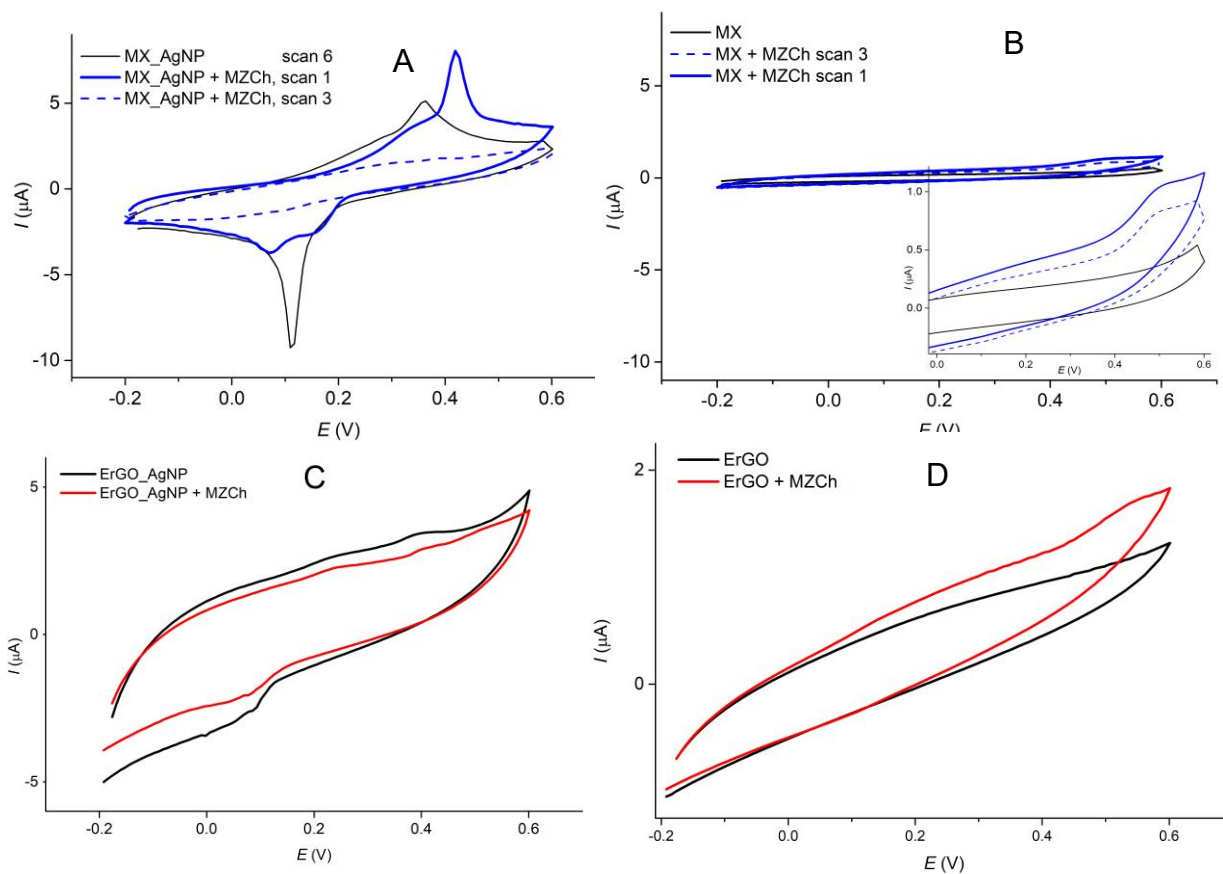 A
MX_AgNP scan 6
MX_AgNP + MZCh, scan 1
MX_AgNP + MZCh, scan 3
I (μA)
5
0
-5
-10
-0.2 0.0 0.2 0.4 0.6
E (V)
B
MX
MX + MZCh scan 3
MX + MZCh scan 1
I (μA)
5
0
-5
-10
-0.2 0.0 0.2 0.4 0.6
E (V)
I (μA)
1.0
0.5
0.0
0.0 0.2 0.4 0.6
E (V)
C
ErGO_AgNP
ErGO_AgNP + MZCh
I (μA)
5
0
-5
-0.2 0.0 0.2 0.4 0.6
E (V)
D
ErGO
ErGO + MZCh
I (μA)
2
0
-0.2 0.0 0.2 0.4 0.6
E (V)